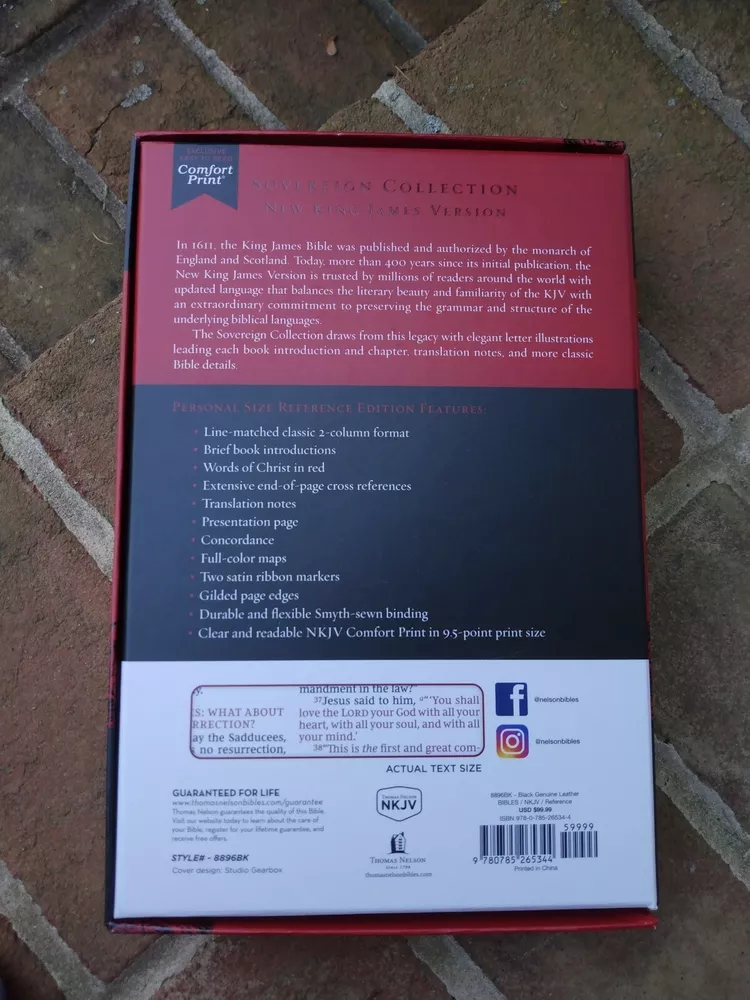 EXCLUSIVE
EASY TO READ
Comfort
Print®
SOVEREIGN COLLECTION
NEW KING JAMES VERSION
In 1611, the King James Bible was published and authorized by the monarch of
England and Scotland. Today, more than 400 years since its initial publication, the
New King James Version is trusted by millions of readers around the world with
updated language that balances the literary beauty and familiarity of the KJV with
an extraordinary commitment to preserving the grammar and structure of the
underlying biblical languages.
The Sovereign Collection draws from this legacy with elegant letter illustrations
leading each book introduction and chapter, translation notes, and more classic
Bible details.
PERSONAL SIZE REFERENCE EDITION FEATURES:
• Line-matched classic 2-column format
• Brief book introductions
• Words of Christ in red
• Extensive end-of-page cross references
• Translation notes
• Presentation page
• Concordance
• Full-color maps
• Two satin ribbon markers
• Gilded page edges
• Durable and flexible Smyth-sewn binding
• Clear and readable NKJV Comfort Print in 9.5-point print size
y.
S: WHAT ABOUT
RRECTION?
ay the Sadducees,
no resurrection,
mandment in the law?"
37Jesus said to him, a"'You shall
love the LORD your God with all your
heart, with all your soul, and with all
your mind.'
38"This is the first and great com-
ACTUAL TEXT SIZE
@nelsonbibles
@nelsonbibles
GUARANTEED FOR LIFE
www.thomasnelsonbibles.com/guarantee
Thomas Nelson guarantees the quality of this Bible.
Visit our website today to learn about the care of
your Bible, register for your lifetime guarantee, and
receive free offers.
STYLE# - 8896BK
Cover design: Studio Gearbox
THOMAS NELSON
NKJV
THOMAS NELSON
Since 1798
thomasnelson.com
8896BK - Black Genuine Leather
BIBLES / NKJV / Reference
USD $99.99
ISBN 978-0-785-26534-4
59999
9 780785 265344
Printed in China